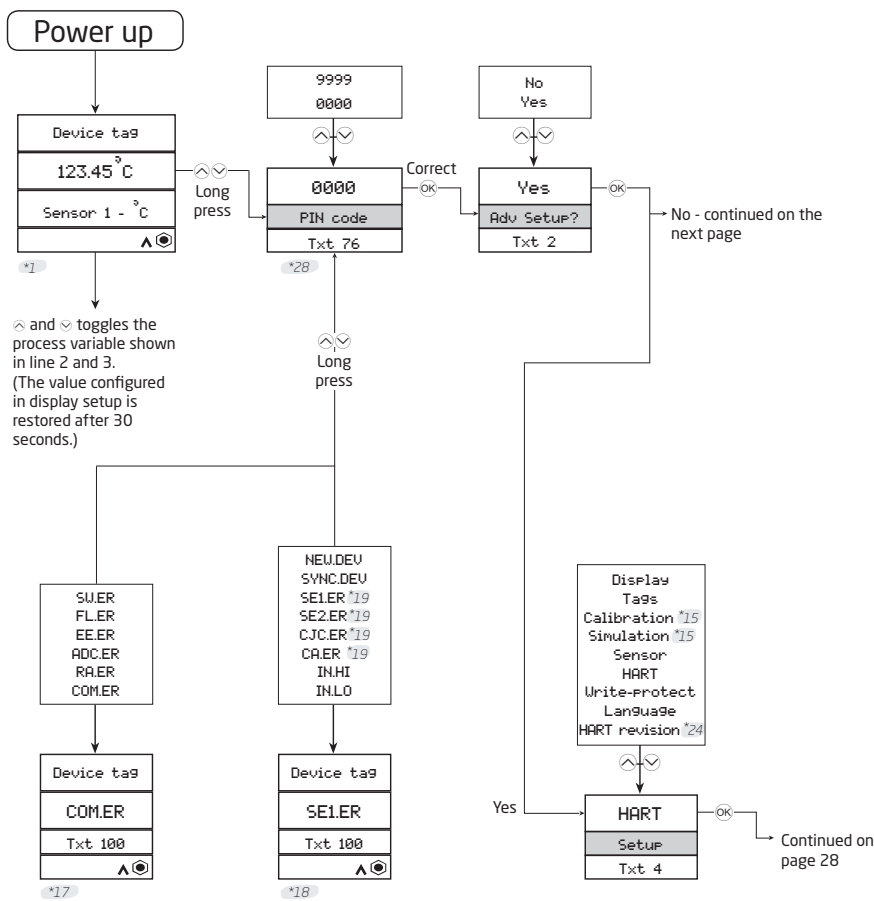 Power up
Device tag
123.45°C
Sensor 1 - °C
*1
Long
press
9999
0000
0000
PIN code
Txt 76
*28
Correct
OK
No
Yes
Yes
Adv Setup?
Txt 2
OK
No - continued on the
next page
and toggles the
process variable shown
in line 2 and 3.
(The value configured
in display setup is
restored after 30
seconds.)
Long
press
SW.ER
FL.ER
EE.ER
ADC.ER
RA.ER
COM.ER
Device tag
COM.ER
Txt 100
*17
NEW.DEV
SYNC.DEV
SE1.ER *19
SE2.ER *19
CJC.ER *19
CA.ER *19
IN.HI
IN.LO
Device tag
SE1.ER
Txt 100
*18
Display
Tags
Calibration *15
Simulation *15
Sensor
HART
Write-protect
Language
HART revision *24
Yes
HART
Setup
Txt 4
OK
Continued on
page 28